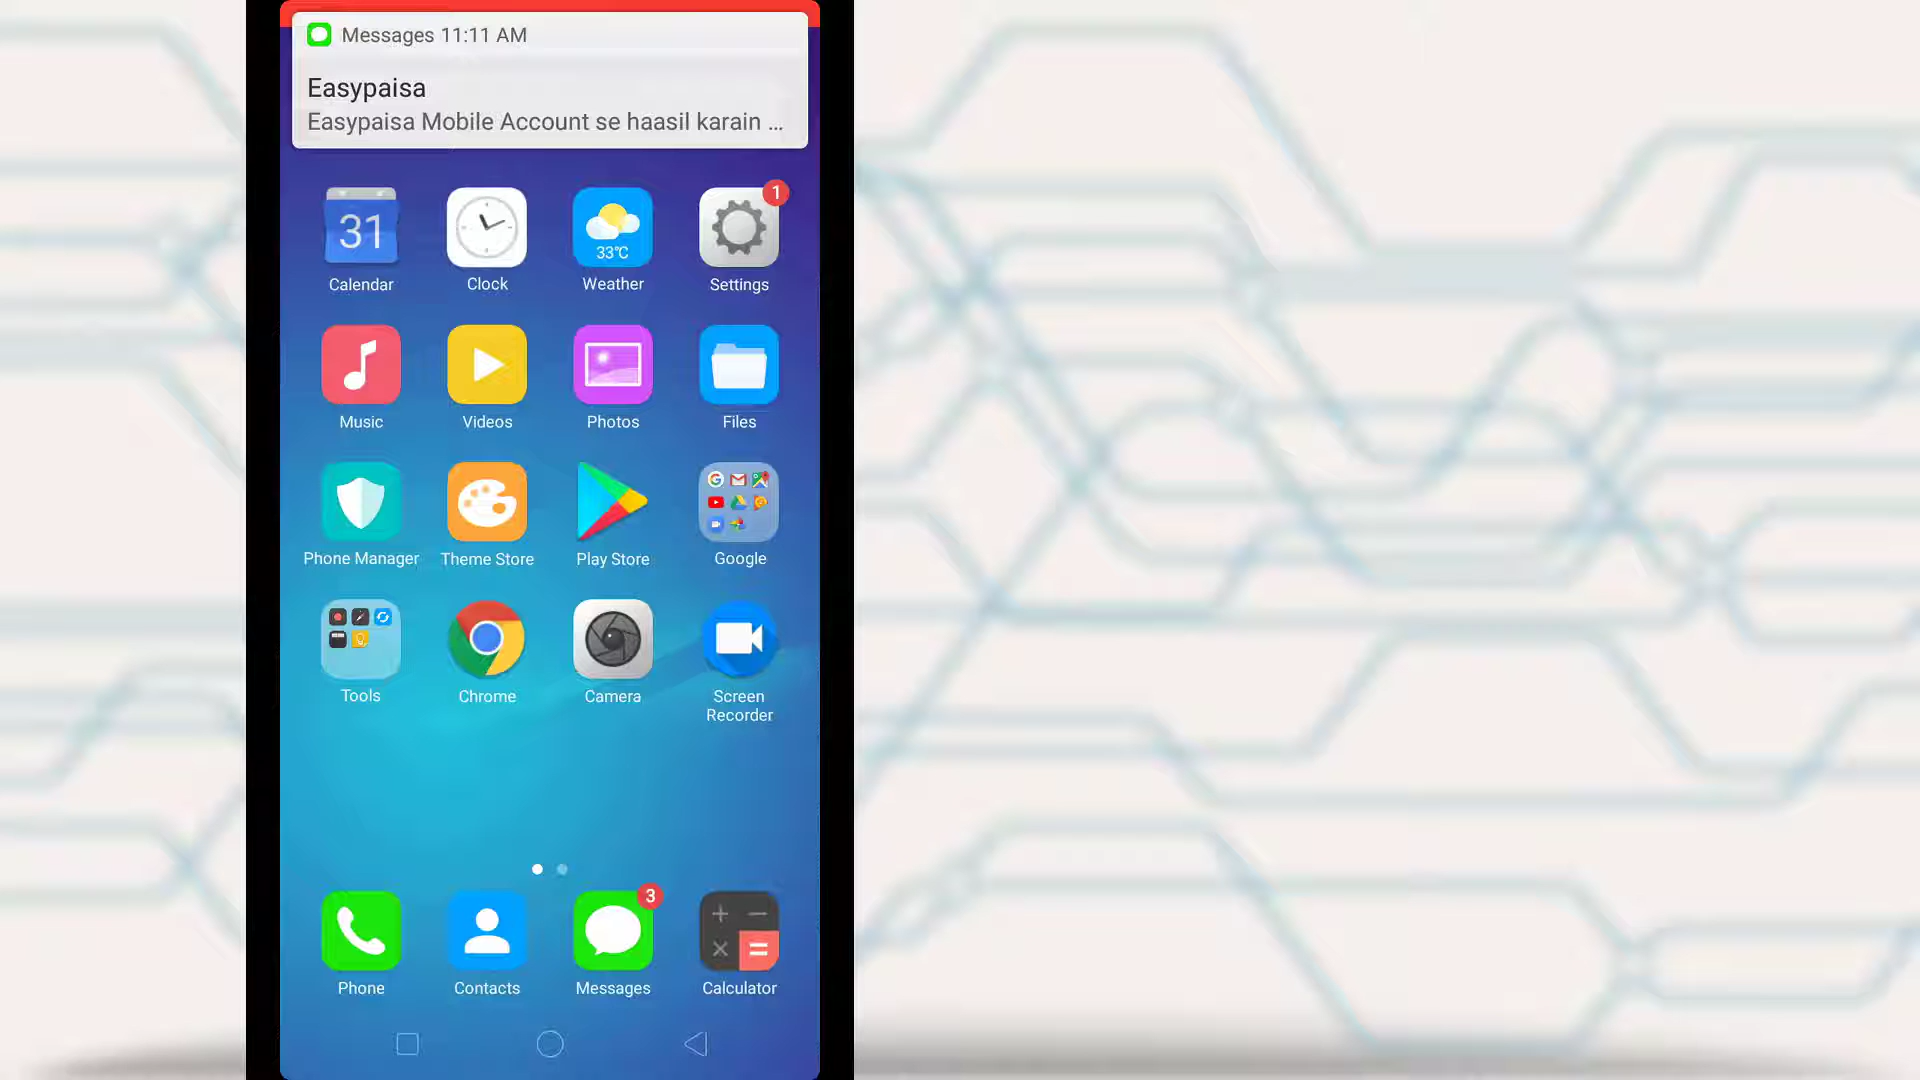 Messages 11:11 AM
Easypaisa
Easypaisa Mobile Account se haasil karain ...
31
33℃
1
Calendar
Clock
Weather
Settings
Music
Videos
Photos
Files
Phone Manager
Theme Store
Play Store
Google
Tools
Chrome
Camera
Screen
Recorder
3
Phone
Contacts
Messages
Calculator